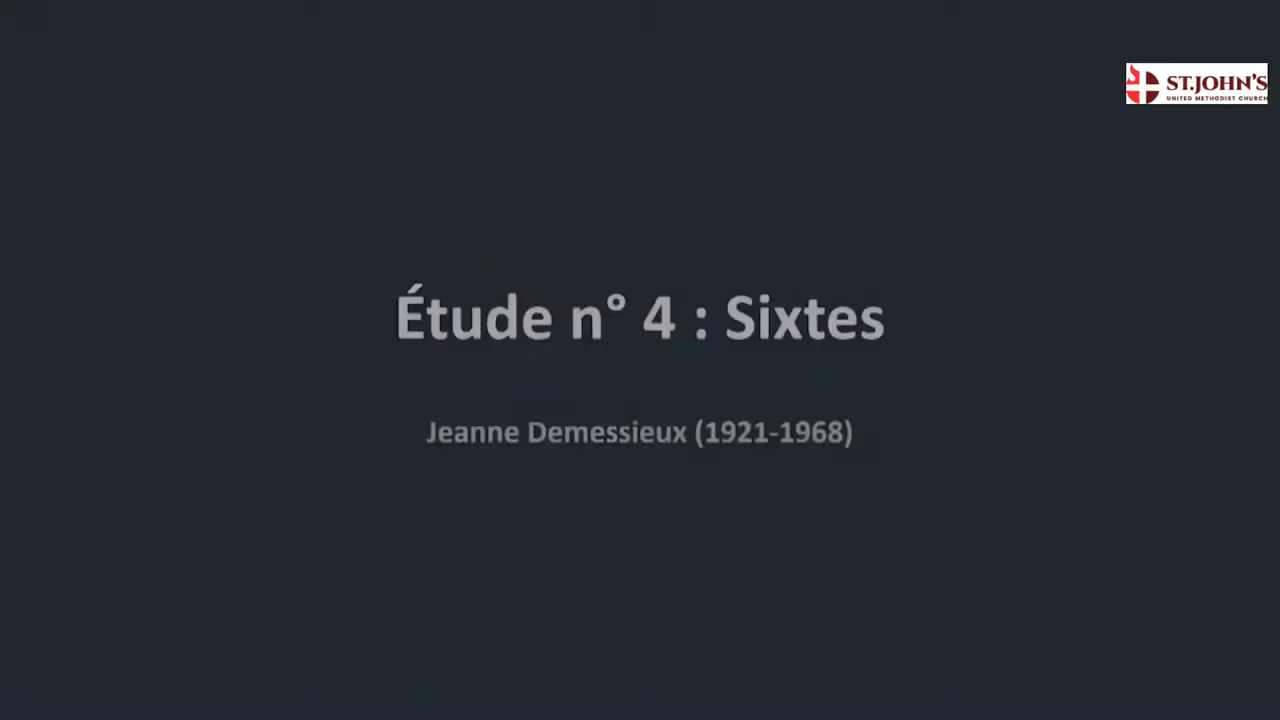 ST.JOHN'S
UNITED METHODIST CHURCH
Étude n° 4 : Sixtes
Jeanne Demessieux (1921-1968)